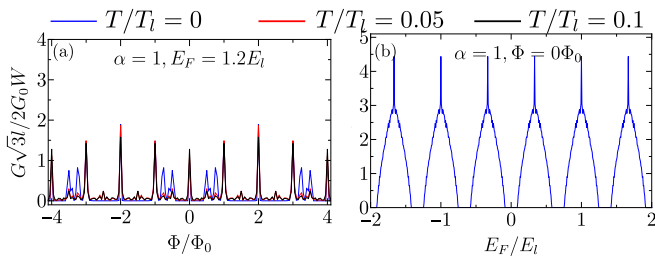 T/T_l = 0 T/T_l = 0.05 T/T_l = 0.1
(a) α = 1, E_F = 1.2E_l
G√3l/2G_0W
4
3
2
1
0
−4 −2 0 2 4
Φ/Φ_0
(b) α = 1, Φ = 0Φ_0
5
4
3
2
1
0
−2 −1 0 1 2
E_F/E_l